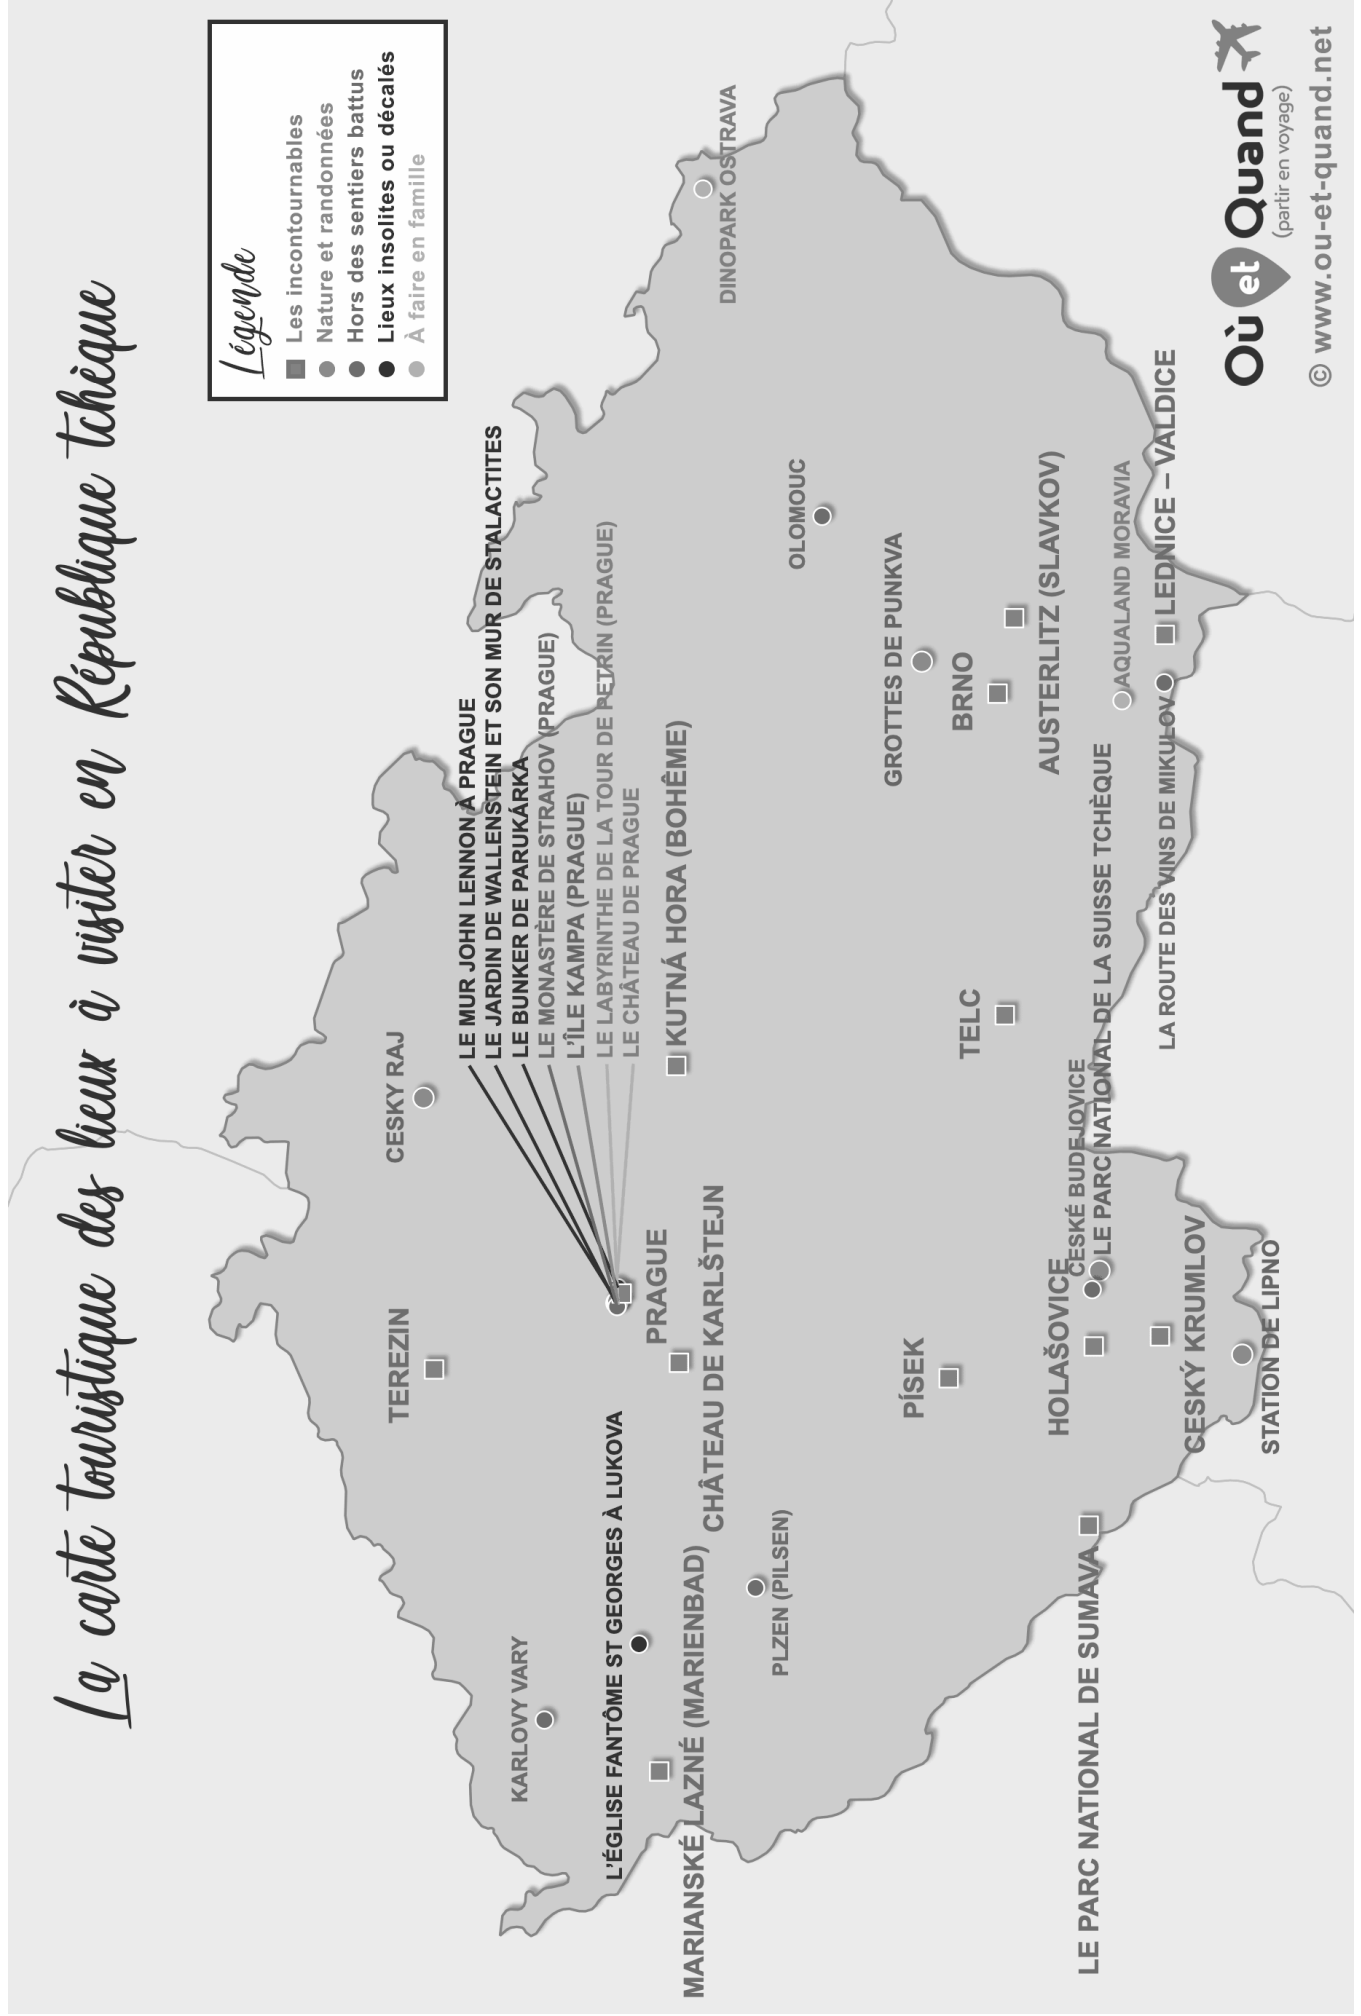 La carte touristique des lieux à visiter en République tchèque
Légende
Les incontournables
Nature et randonnées
Hors des sentiers battus
Lieux insolites ou décalés
À faire en famille
TEREZIN
CESKY RAJ
KARLOVY VARY
LE MUR JOHN LENNON À PRAGUE
LE JARDIN DE WALLENSTEIN ET SON MUR DE STALACTITES
LE BUNKER DE PARUKÁRKA
LE MONASTÈRE DE STRAHOV (PRAGUE)
L'ÎLE KAMPA (PRAGUE)
LE LABYRINTHE DE LA TOUR DE PETRIN (PRAGUE)
LE CHÂTEAU DE PRAGUE
L'ÉGLISE FANTÔME ST GEORGES À LUKOVA
PRAGUE
KUTNÁ HORA (BOHÊME)
MARIANSKÉ LAZNÉ (MARIENBAD)
CHÂTEAU DE KARLŠTEJN
DINOPARK OSTRAVA
PLZEN (PILSEN)
OLOMOUC
GROTTES DE PUNKVA
PÍSEK
BRNO
TELC
AUSTERLITZ (SLAVKOV)
HOLAŠOVICE
CESKÉ BUDEJOVICE
LE PARC NATIONAL DE LA SUISSE TCHÈQUE
LE PARC NATIONAL DE SUMAVA
AQUALAND MORAVIA
LEDNICE – VALDICE
LA ROUTE DES VINS DE MIKULOV
CESKÝ KRUMLOV
STATION DE LIPNO
Où et Quand
(partir en voyage)
© www.ou-et-quand.net